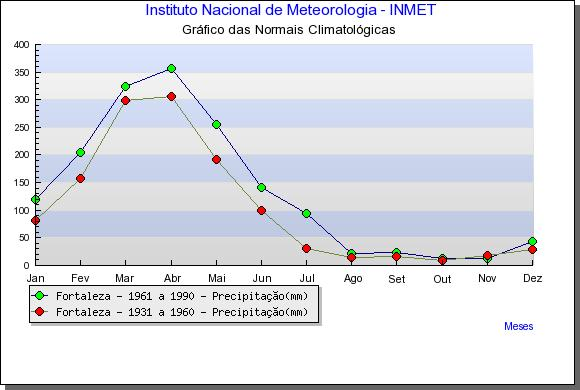 Instituto Nacional de Meteorologia - INMET
Gráfico das Normais Climatológicas
400
350
300
250
200
150
100
50
0
Jan Fev Mar Abr Mai Jun Jul Ago Set Out Nov Dez
Fortaleza - 1961 a 1990 - Precipitação(mm)
Fortaleza - 1931 a 1960 - Precipitação(mm)
Meses